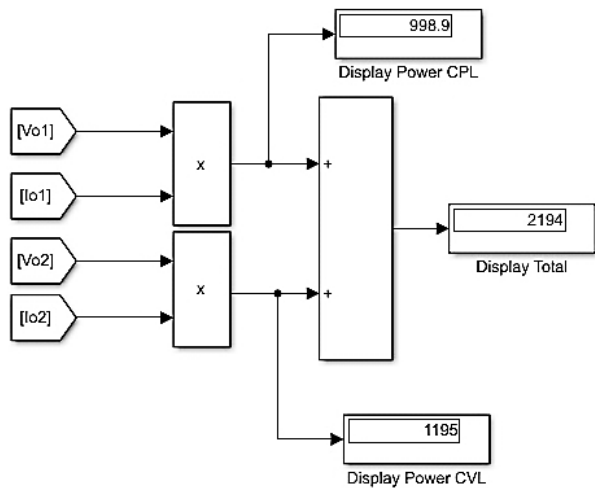 998.9
Display Power CPL
[Vo1]
x
+
[Io1]
2194
Display Total
[Vo2]
x
+
[Io2]
1195
Display Power CVL